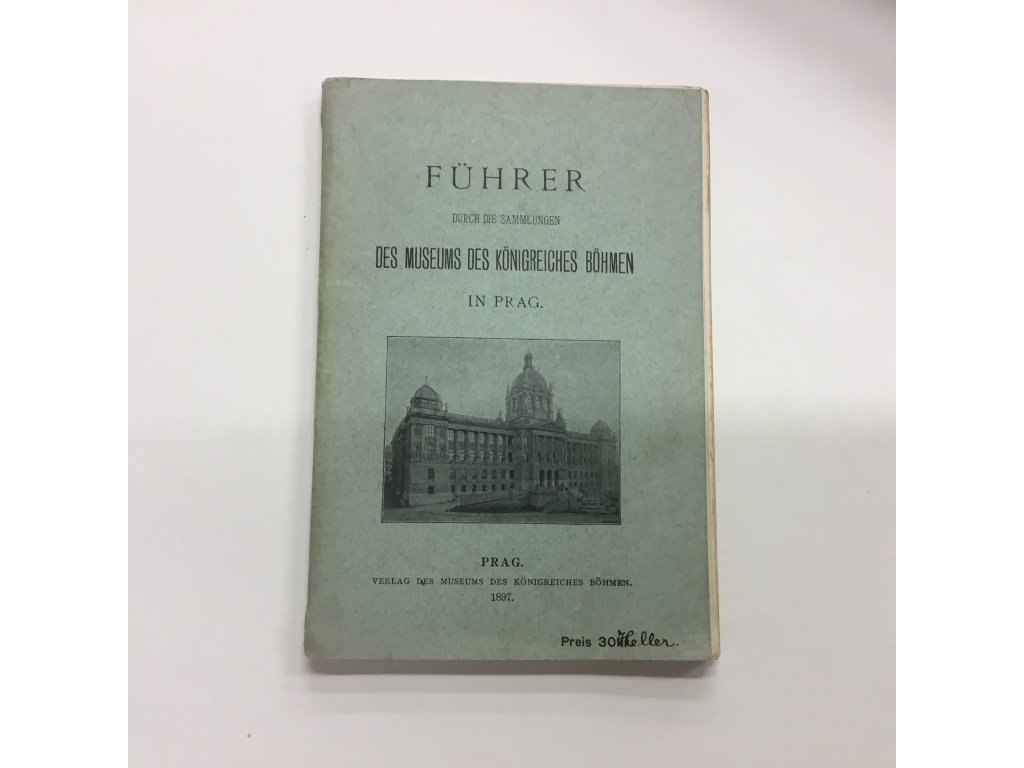 FÜHRER
DURCH DIE SAMMLUNGEN
DES MUSEUMS DES KÖNIGREICHES BÖHMEN
IN PRAG.
PRAG.
VERLAG DES MUSEUMS DES KÖNIGREICHES BÖHMEN.
1897.
Preis 30 Heller.